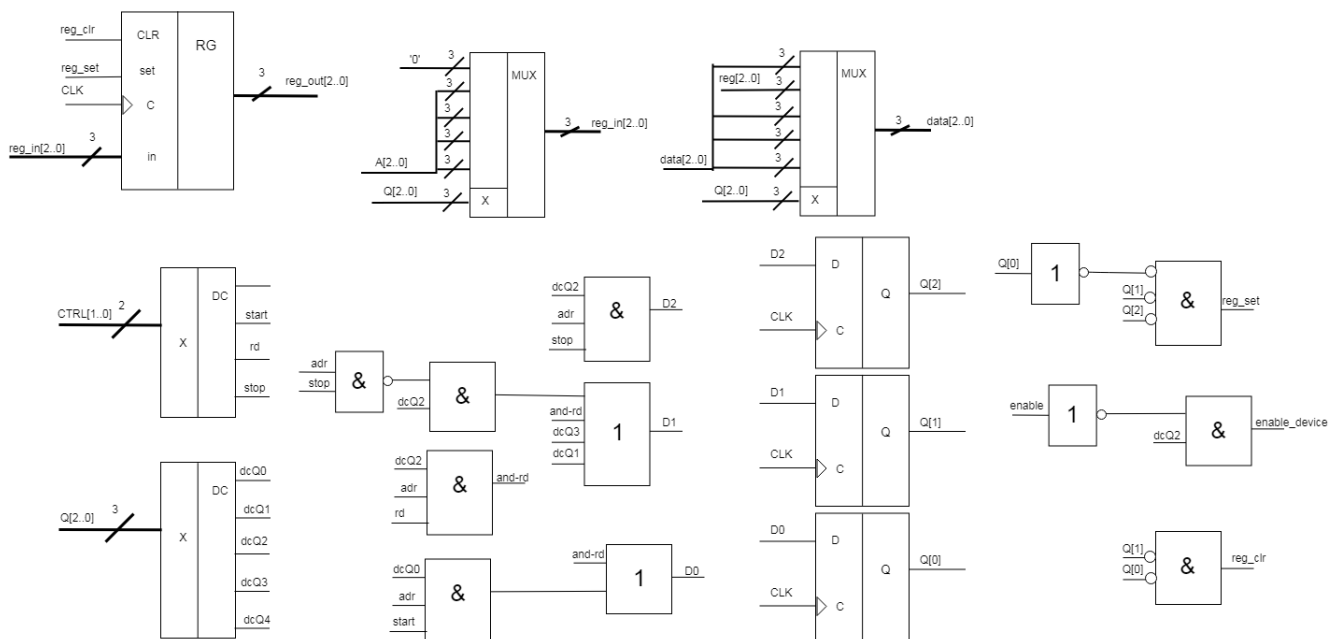 reg_clr
CLR
RG
reg_set
set
CLK
C
3
reg_out[2..0]
reg_in[2..0]
3
in
'0'
3
MUX
3
3
3
A[2..0]
3
3
reg_in[2..0]
Q[2..0]
3
X
3
MUX
reg[2..0]
3
3
3
data[2..0]
3
3
data[2..0]
Q[2..0]
3
X
CTRL[1..0]
2
DC
X
start
rd
stop
dcQ2
adr
stop
&
D2
adr
stop
&
dcQ2
&
and-rd
dcQ3
dcQ1
1
D1
dcQ2
adr
rd
&
and-rd
Q[2..0]
3
DC
X
dcQ0
dcQ1
dcQ2
dcQ3
dcQ4
dcQ0
adr
start
&
and-rd
1
D0
D2
D
CLK
C
Q
Q[2]
D1
D
CLK
C
Q
Q[1]
D0
D
CLK
C
Q
Q[0]
Q[0]
1
Q[1]
Q[2]
&
reg_set
enable
1
dcQ2
&
enable_device
Q[1]
Q[0]
&
reg_clr